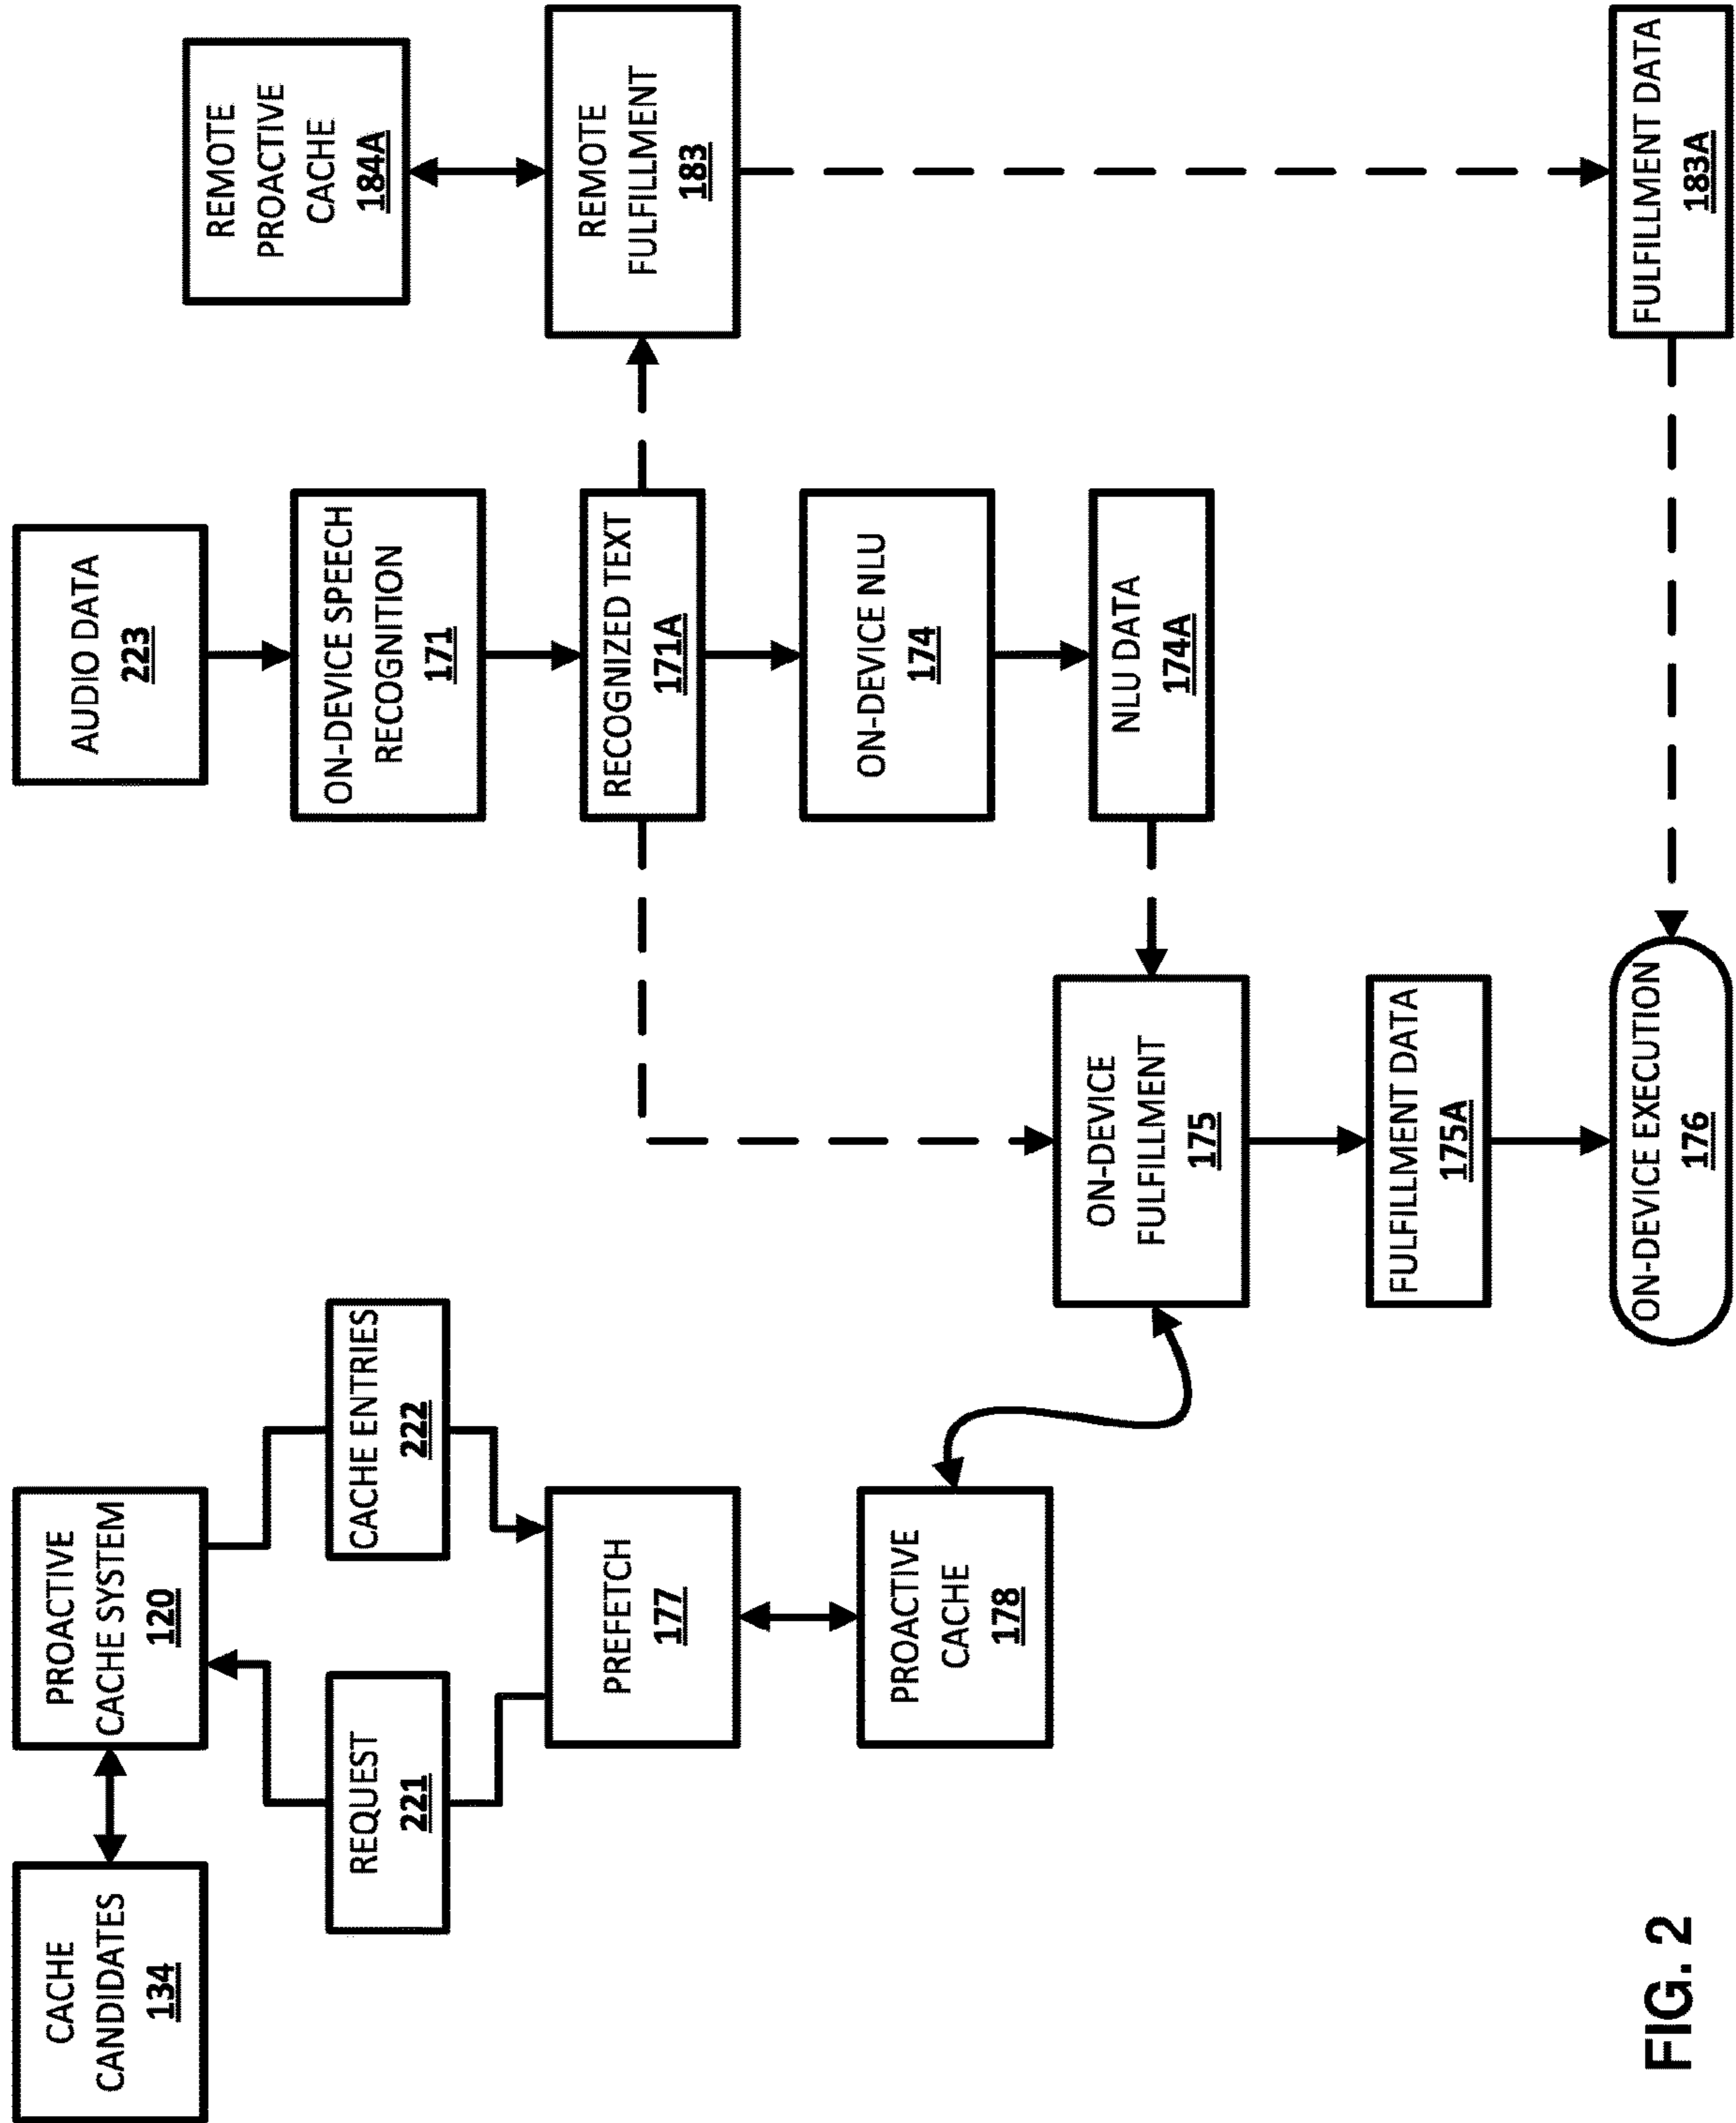 CACHE
CANDIDATES
134
PROACTIVE
CACHE SYSTEM
120
REQUEST
221
CACHE ENTRIES
222
PREFETCH
177
PROACTIVE
CACHE
178
AUDIO DATA
223
ON-DEVICE SPEECH
RECOGNITION
171
RECOGNIZED TEXT
171A
ON-DEVICE NLU
174
NLU DATA
174A
REMOTE
PROACTIVE
CACHE
184A
REMOTE
FULFILLMENT
183
ON-DEVICE
FULFILLMENT
175
FULFILLMENT DATA
175A
ON-DEVICE EXECUTION
176
FULFILLMENT DATA
183A
FIG. 2